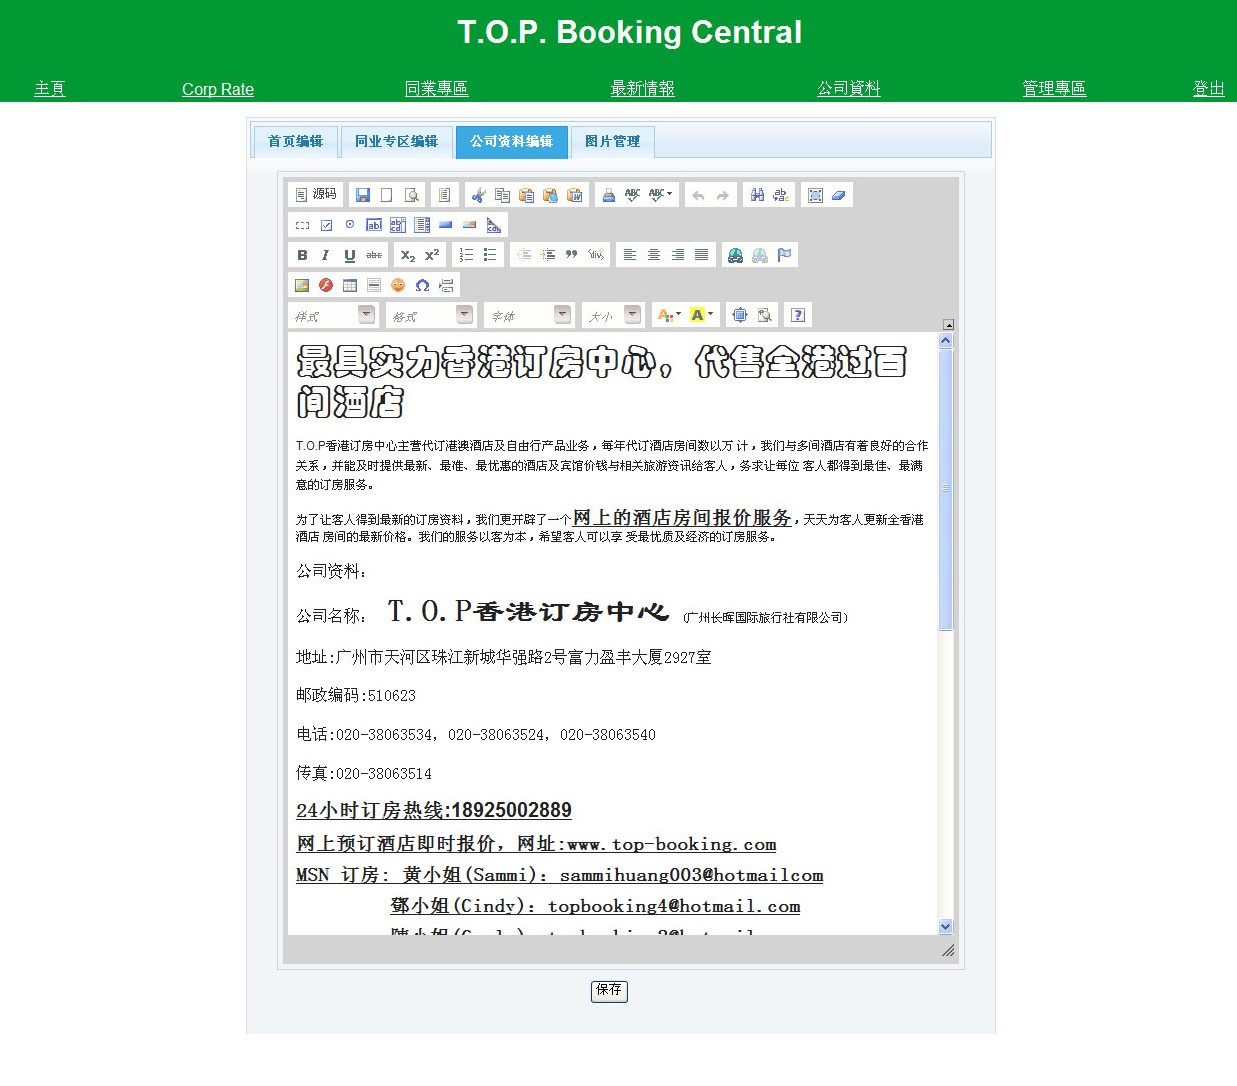 T.O.P. Booking Central
主頁 Corp Rate 同業專區 最新情報 公司資料 管理專區 登出
首页编辑 同业专区编辑 公司资料编辑 图片管理
源码
样式 格式 字体 大小
最具实力香港订房中心，代售全港过百
间酒店
T.O.P香港订房中心主营代订港澳酒店及自由行产品业务，每年代订酒店房间数以万 计，我们与多间酒店有着良好的合作
关系，并能及时提供最新、最准、最优惠的酒店及宾馆价钱与相关旅游资讯给客人，务求让每位 客人都得到最佳、最满
意的订房服务。
为了让客人得到最新的订房资料，我们更开辟了一个网上的酒店房间报价服务，天天为客人更新全香港
酒店 房间的最新价格。我们的服务以客为本，希望客人可以享 受最优质及经济的订房服务。
公司资料：
公司名称： T.O.P香港订房中心 （广州长晖国际旅行社有限公司）
地址:广州市天河区珠江新城华强路2号富力盈丰大厦2927室
邮政编码:510623
电话:020-38063534，020-38063524，020-38063540
传真:020-38063514
24小时订房热线:18925002889
网上预订酒店即时报价，网址:www.top-booking.com
MSN 订房: 黄小姐(Sammi): sammihuang003@hotmailcom
鄧小姐(Cindy): topbooking4@hotmail.com
保存